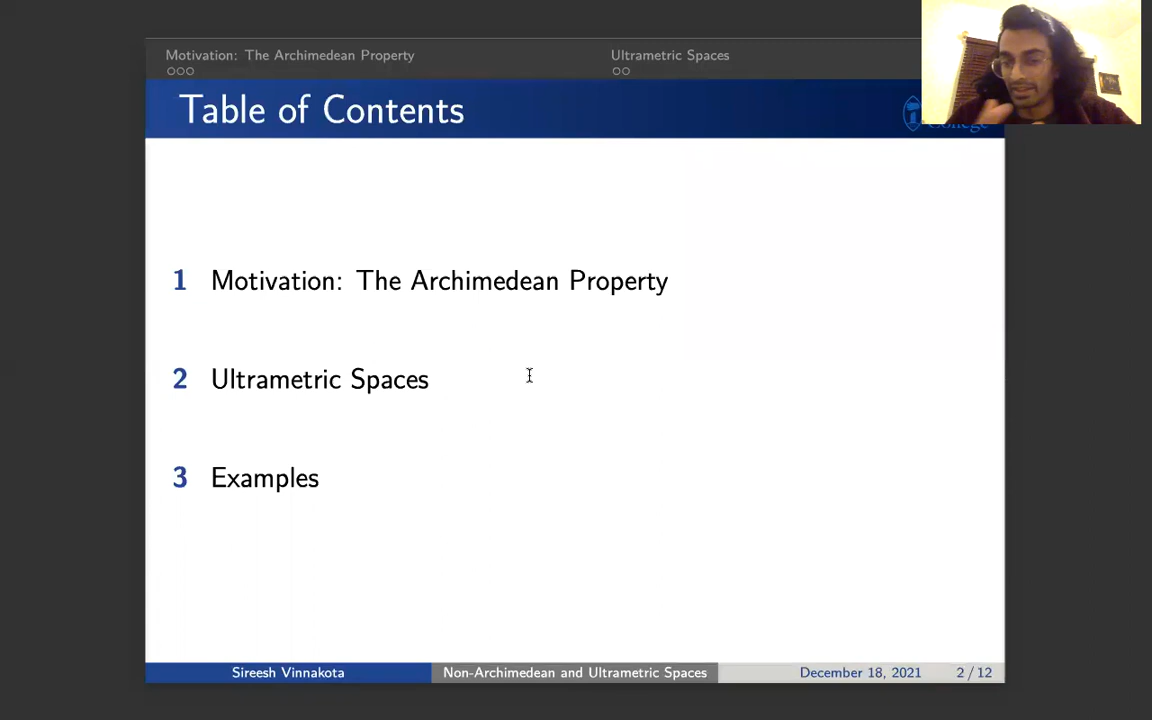 Motivation: The Archimedean Property
Ultrametric Spaces
Table of Contents
College
1 Motivation: The Archimedean Property
2 Ultrametric Spaces
3 Examples
Sireesh Vinnakota
Non-Archimedean and Ultrametric Spaces
December 18, 2021
2 / 12